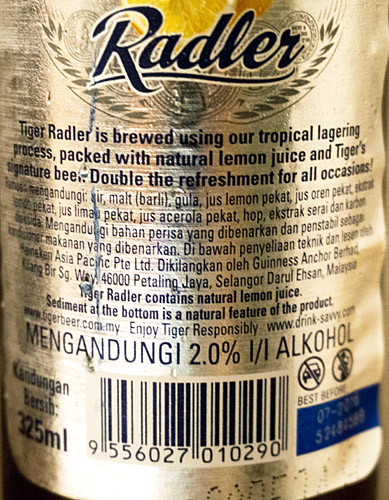 Radler
Tiger Radler is brewed using our tropical lagering
process, packed with natural lemon juice and Tiger's
signature beer. Double the refreshment for all occasions!
mengandungi: air, malt (barli), gula, jus lemon pekat, jus oren pekat, ekstrak
pekat, jus limau pekat, jus acerola pekat, hop, ekstrak serai dan karbon
dioksida. Mengandungi bahan perisa yang dibenarkan dan penstabil sebagai
kondisioner makanan yang dibenarkan. Di bawah penyeliaan teknik dan lesen oleh
Heineken Asia Pacific Pte Ltd. Dikilangkan oleh Guinness Anchor Berhad,
Sg. Way, 46000 Petaling Jaya, Selangor Darul Ehsan, Malaysia
Tiger Radler contains natural lemon juice.
Sediment at the bottom is a natural feature of the product.
www.tigerbeer.com.my Enjoy Tiger Responsibly www.drink-savvy.com
MENGANDUNGI 2.0% I/I ALKOHOL
Kandungan
Bersih:
325ml
BEST BEFORE
9 556027 010290